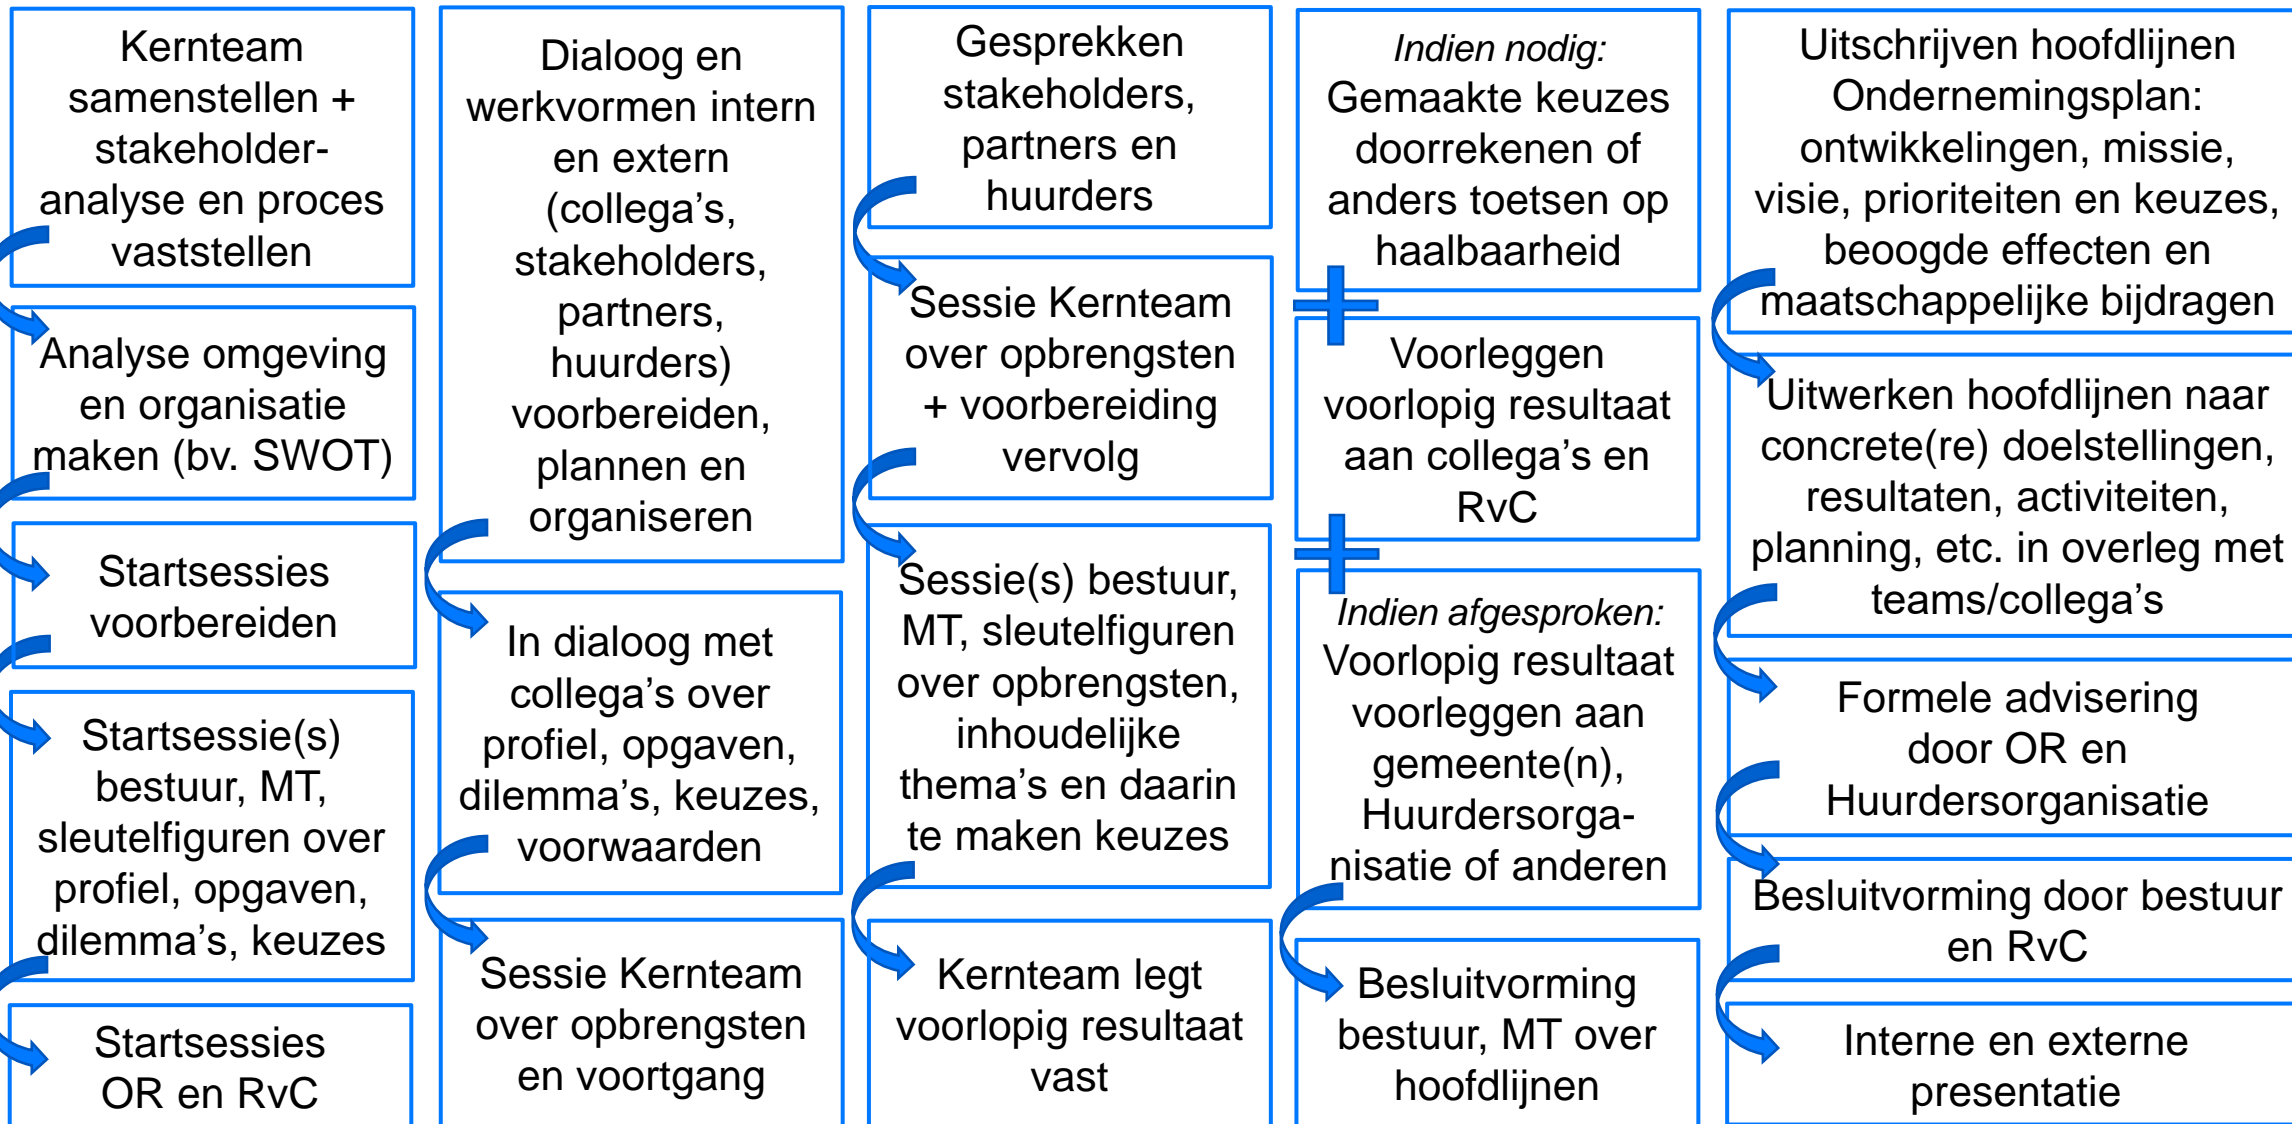 Kernteam
samenstellen +
stakeholder-
analyse en proces
vaststellen
Analyse omgeving
en organisatie
maken (bv. SWOT)
Startsessies
voorbereiden
Startsessie(s)
bestuur, MT,
sleutelfiguren over
profiel, opgaven,
dilemma’s, keuzes
Startsessies
OR en RvC
Dialoog en
werkvormen intern
en extern
(collega’s,
stakeholders,
partners,
huurders)
voorbereiden,
plannen en
organiseren
In dialoog met
collega’s over
profiel, opgaven,
dilemma’s, keuzes,
voorwaarden
Sessie Kernteam
over opbrengsten
en voortgang
Gesprekken
stakeholders,
partners en
huurders
Sessie Kernteam
over opbrengsten
+ voorbereiding
vervolg
Sessie(s) bestuur,
MT, sleutelfiguren
over opbrengsten,
inhoudelijke
thema’s en daarin
te maken keuzes
Kernteam legt
voorlopig resultaat
vast
Indien nodig:
Gemaakte keuzes
doorrekenen of
anders toetsen op
haalbaarheid
Voorleggen
voorlopig resultaat
aan collega’s en
RvC
Indien afgesproken:
Voorlopig resultaat
voorleggen aan
gemeente(n),
Huurdersorga-
nisatie of anderen
Besluitvorming
bestuur, MT over
hoofdlijnen
Uitschrijven hoofdlijnen
Ondernemingsplan:
ontwikkelingen, missie,
visie, prioriteiten en keuzes,
beoogde effecten en
maatschappelijke bijdragen
Uitwerken hoofdlijnen naar
concrete(re) doelstellingen,
resultaten, activiteiten,
planning, etc. in overleg met
teams/collega’s
Formele advisering
door OR en
Huurdersorganisatie
Besluitvorming door bestuur
en RvC
Interne en externe
presentatie